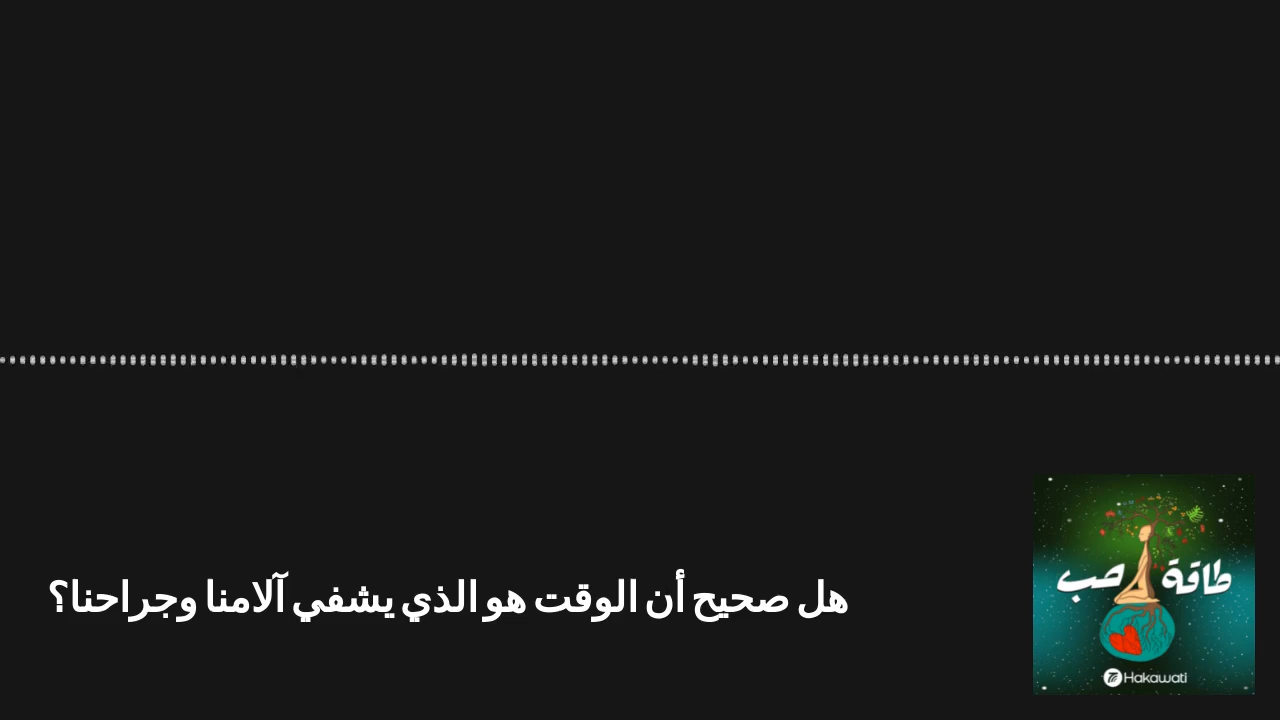 هل صحيح أن الوقت هو الذي يشفي آلامنا وجراحنا؟
طاقة حب
Hakawati